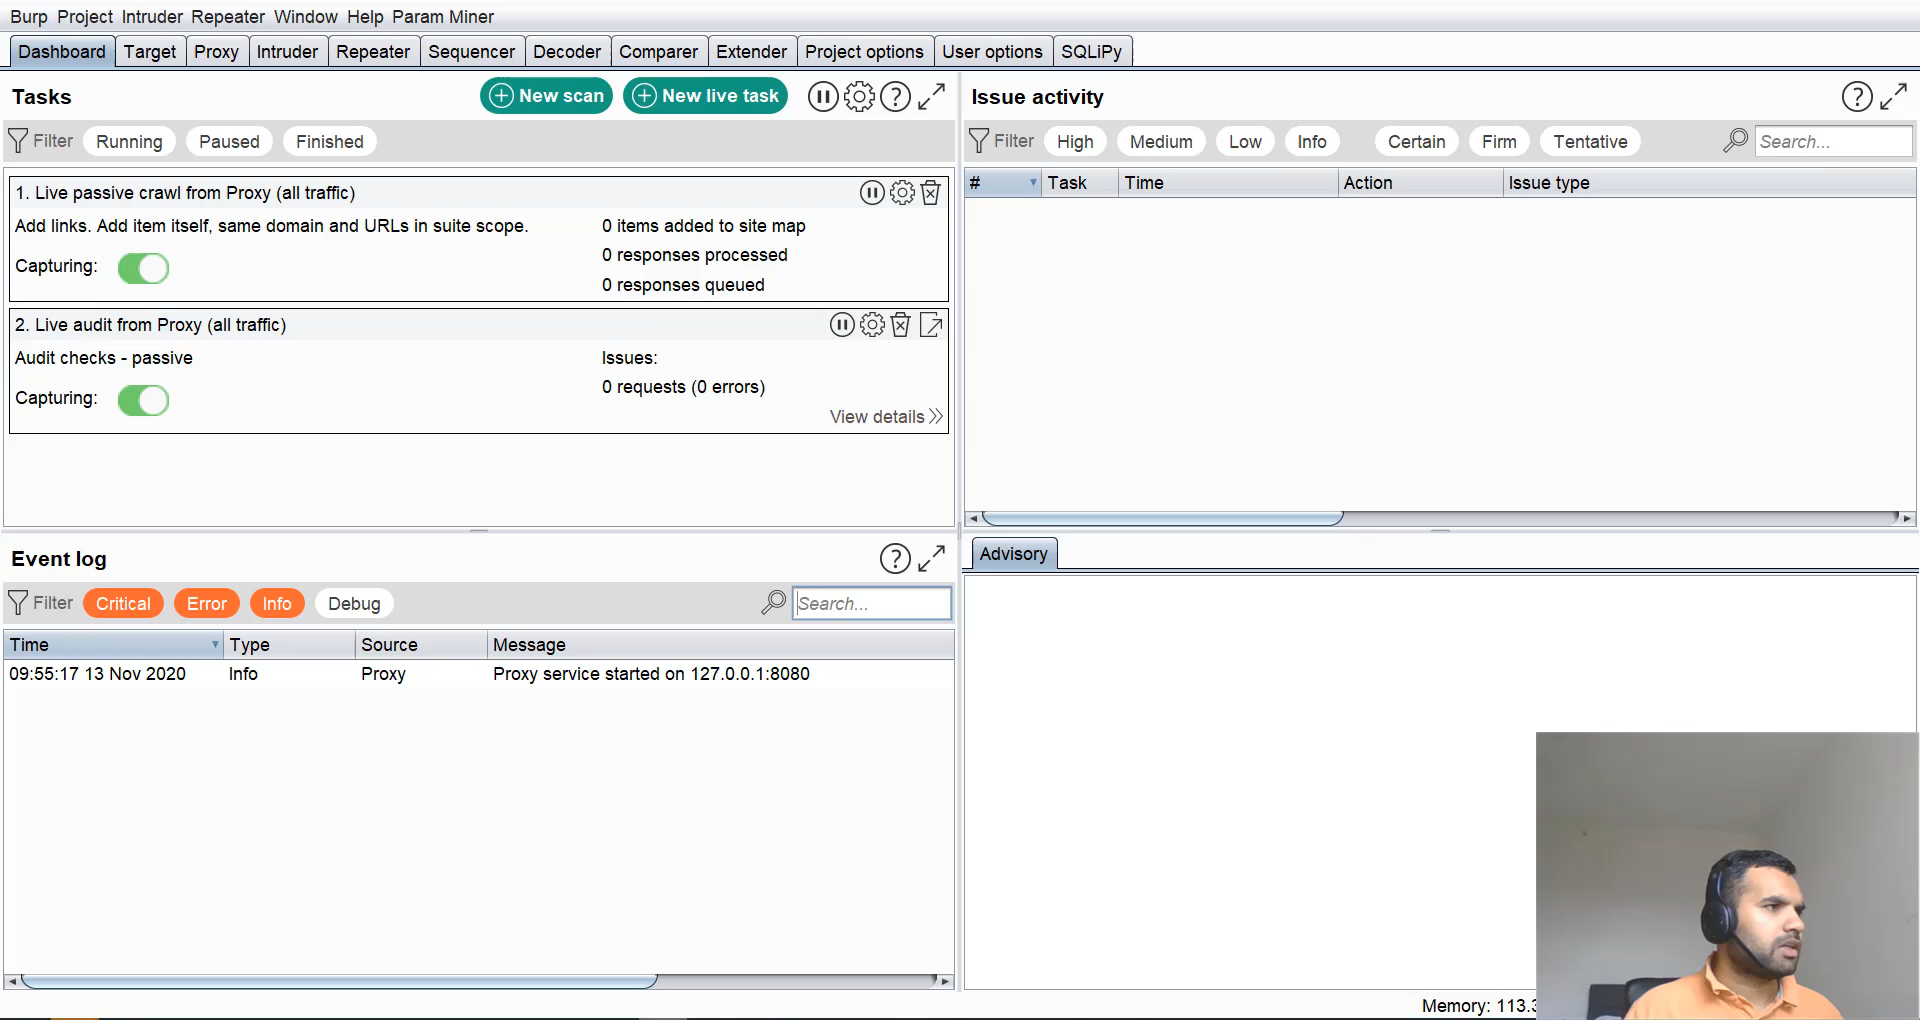 Burp Project Intruder Repeater Window Help Param Miner
Dashboard Target Proxy Intruder Repeater Sequencer Decoder Comparer Extender Project options User options SQLiPy
Tasks
New scan
New live task
Filter Running Paused Finished
1. Live passive crawl from Proxy (all traffic)
Add links. Add item itself, same domain and URLs in suite scope.
0 items added to site map
0 responses processed
Capturing:
0 responses queued
2. Live audit from Proxy (all traffic)
Audit checks - passive
Issues:
0 requests (0 errors)
Capturing:
View details
Issue activity
Filter High Medium Low Info Certain Firm Tentative Search...
# Task Time Action Issue type
Event log
Filter Critical Error Info Debug Search...
Time Type Source Message
09:55:17 13 Nov 2020 Info Proxy Proxy service started on 127.0.0.1:8080
Advisory
Memory: 113.3